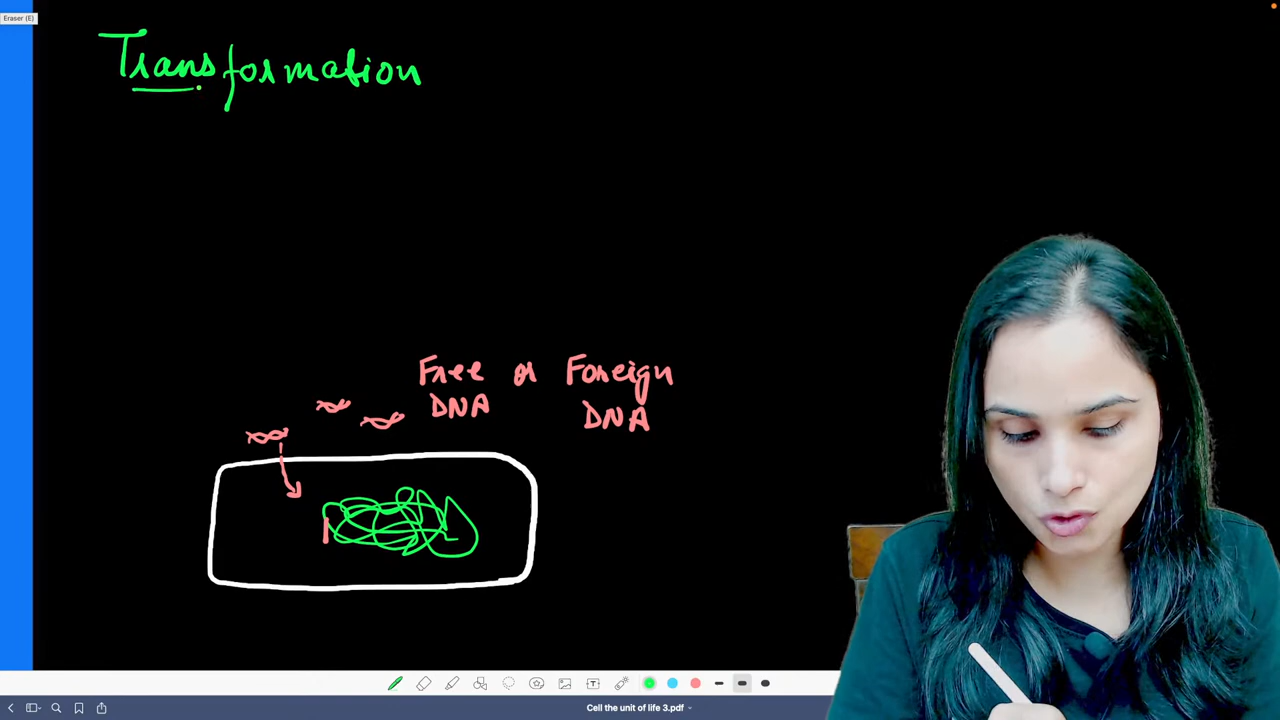 Eraser (E)
Transformation
Free or Foreign
DNA DNA
Cell the unit of life 3.pdf